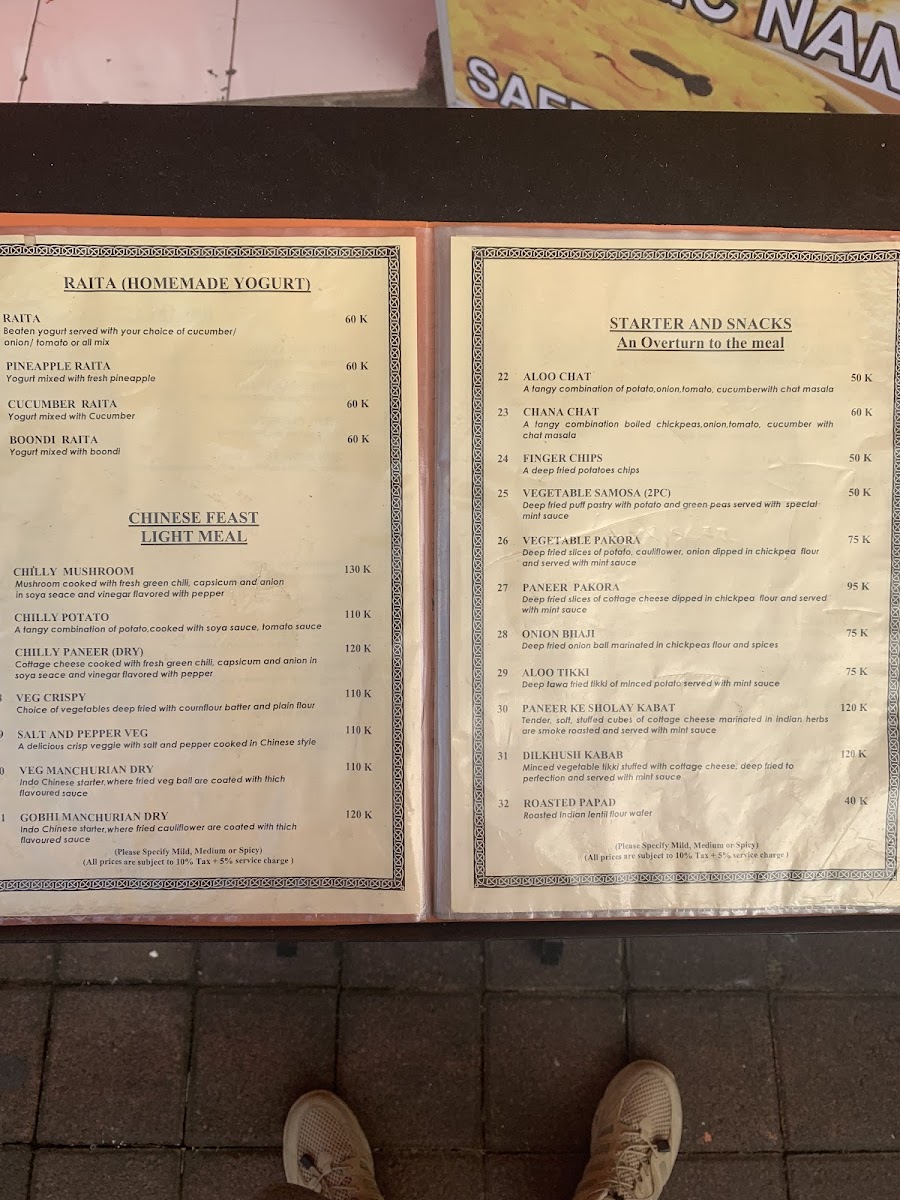 NAN
RAITA (HOMEMADE YOGURT)
RAITA 60 K
Beaten yogurt served with your choice of cucumber/
onion/ tomato or all mix
PINEAPPLE RAITA 60 K
Yogurt mixed with fresh pineapple
CUCUMBER RAITA 60 K
Yogurt mixed with Cucumber
BOONDI RAITA 60 K
Yogurt mixed with boondi
CHINESE FEAST
LIGHT MEAL
CHILLY MUSHROOM 130 K
Mushroom cooked with fresh green chili, capsicum and anion
in soya seace and vinegar flavored with pepper
CHILLY POTATO 110 K
A tangy combination of potato,cooked with soya sauce, tomato sauce
CHILLY PANEER (DRY) 120 K
Cottage cheese cooked with fresh green chili, capsicum and anion in
soya seace and vinegar flavored with pepper
VEG CRISPY 110 K
Choice of vegetables deep fried with cournflour batter and plain flour
9 SALT AND PEPPER VEG 110 K
A delicious crisp veggie with salt and pepper cooked in Chinese style
0 VEG MANCHURIAN DRY 110 K
Indo Chinese starter,where fried veg ball are coated with thich
flavoured sauce
1 GOBHI MANCHURIAN DRY 120 K
Indo Chinese starter,where fried cauliflower are coated with thich
flavoured sauce
(Please Specify Mild, Medium or Spicy)
(All prices are subject to 10% Tax + 5% service charge )
STARTER AND SNACKS
An Overturn to the meal
22 ALOO CHAT 50 K
A tangy combination of potato,onion,tomato, cucumberwith chat masala
23 CHANA CHAT 60 K
A tangy combination boiled chickpeas,onion,tomato, cucumber with
chat masala
24 FINGER CHIPS 50 K
A deep fried potatoes chips
25 VEGETABLE SAMOSA (2PC) 50 K
Deep fried puff pastry with potato and green peas served with special
mint sauce
26 VEGETABLE PAKORA 75 K
Deep fried slices of potato, cauliflower, onion dipped in chickpea flour
and served with mint sauce
27 PANEER PAKORA 95 K
Deep fried slices of cottage cheese dipped in chickpea flour and served
with mint sauce
28 ONION BHAJI 75 K
Deep fried onion ball marinated in chickpeas flour and spices
29 ALOO TIKKI 75 K
Deep tawa fried tikki of minced potato served with mint sauce
30 PANEER KE SHOLAY KABAT 120 K
Tender, soft, stuffed cubes of cottage cheese marinated in indian herbs
are smoke roasted and served with mint sauce
31 DILKHUSH KABAB 120 K
Minced vegetable tikki stuffed with cottage cheese, deep fried to
perfection and served with mint sauce
32 ROASTED PAPAD 40 K
Roasted Indian lentil flour wafer
(Please Specify Mild, Medium or Spicy)
(All prices are subject to 10% Tax + 5% service charge )